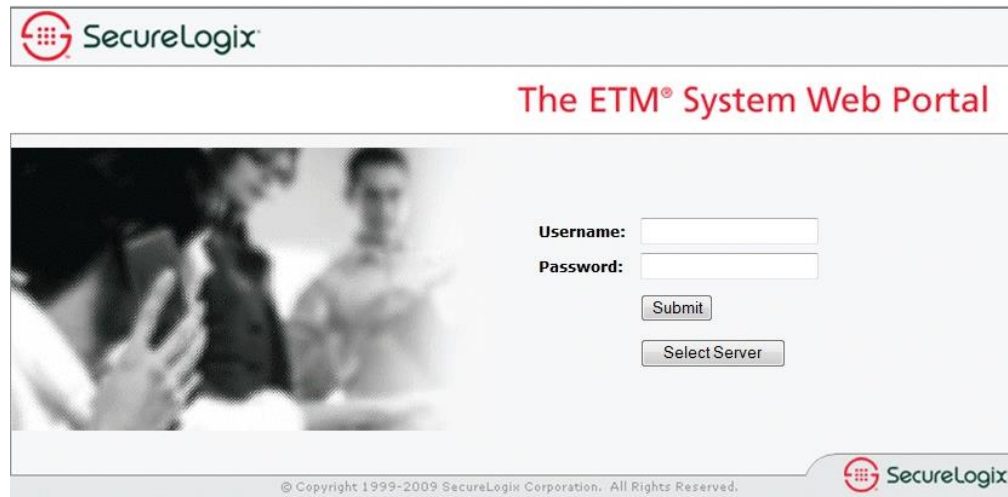 SecureLogix
The ETM® System Web Portal
Username:
Password:
Submit
Select Server
© Copyright 1999-2009 SecureLogix Corporation. All Rights Reserved.
SecureLogix